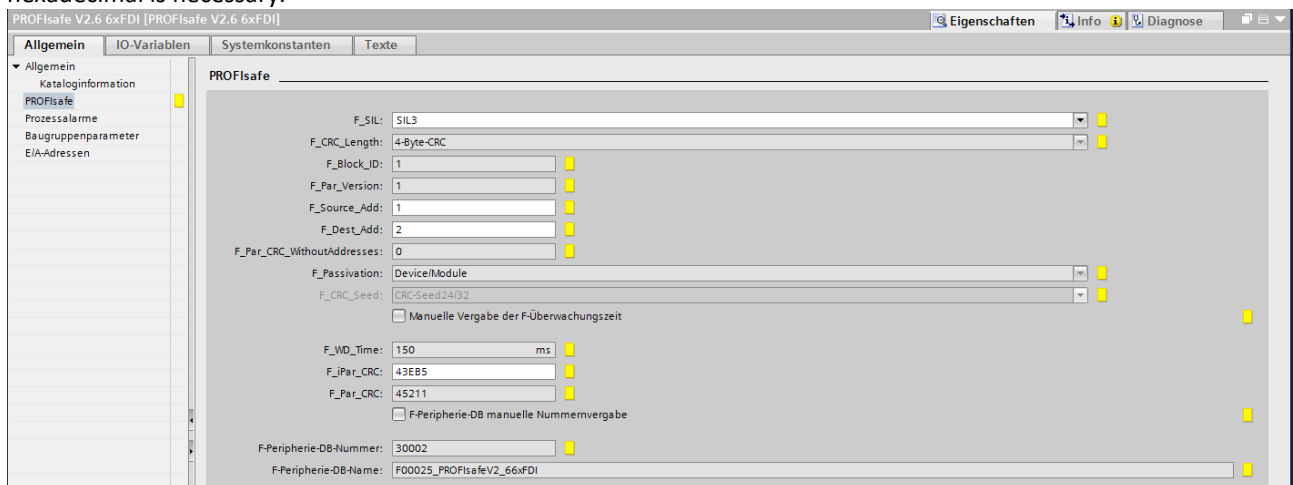 hexadecimal is necessary.
PROFIsafe V2.6 6xFDI [PROFIsafe V2.6 6xFDI]
Eigenschaften Info Diagnose
Allgemein IO-Variablen Systemkonstanten Texte
Allgemein
Kataloginformation
PROFIsafe
Prozessalarme
Baugruppenparameter
E/A-Adressen
PROFIsafe
F_SIL: SIL3
F_CRC_Length: 4-Byte-CRC
F_Block_ID: 1
F_Par_Version: 1
F_Source_Add: 1
F_Dest_Add: 2
F_Par_CRC_WithoutAddresses: 0
F_Passivation: Device/Module
F_CRC_Seed: CRC-Seed24/32
Manuelle Vergabe der F-Überwachungszeit
F_WD_Time: 150 ms
F_iPar_CRC: 43EB5
F_Par_CRC: 45211
F-Peripherie-DB manuelle Nummernvergabe
F-Peripherie-DB-Nummer: 30002
F-Peripherie-DB-Name: F00025_PROFIsafeV2_66xFDI